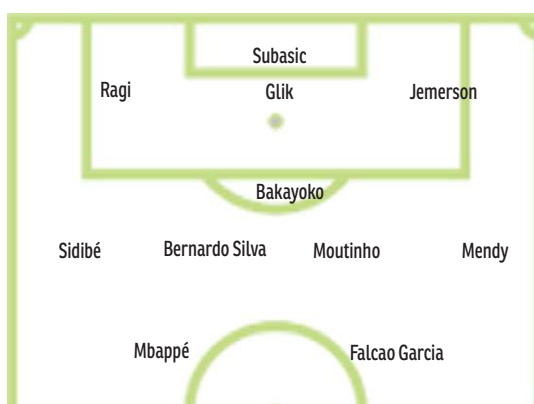 Subasic
Ragi Glik Jemerson
Bakayoko
Sidibé Bernardo Silva Moutinho Mendy
Mbappé Falcao Garcia